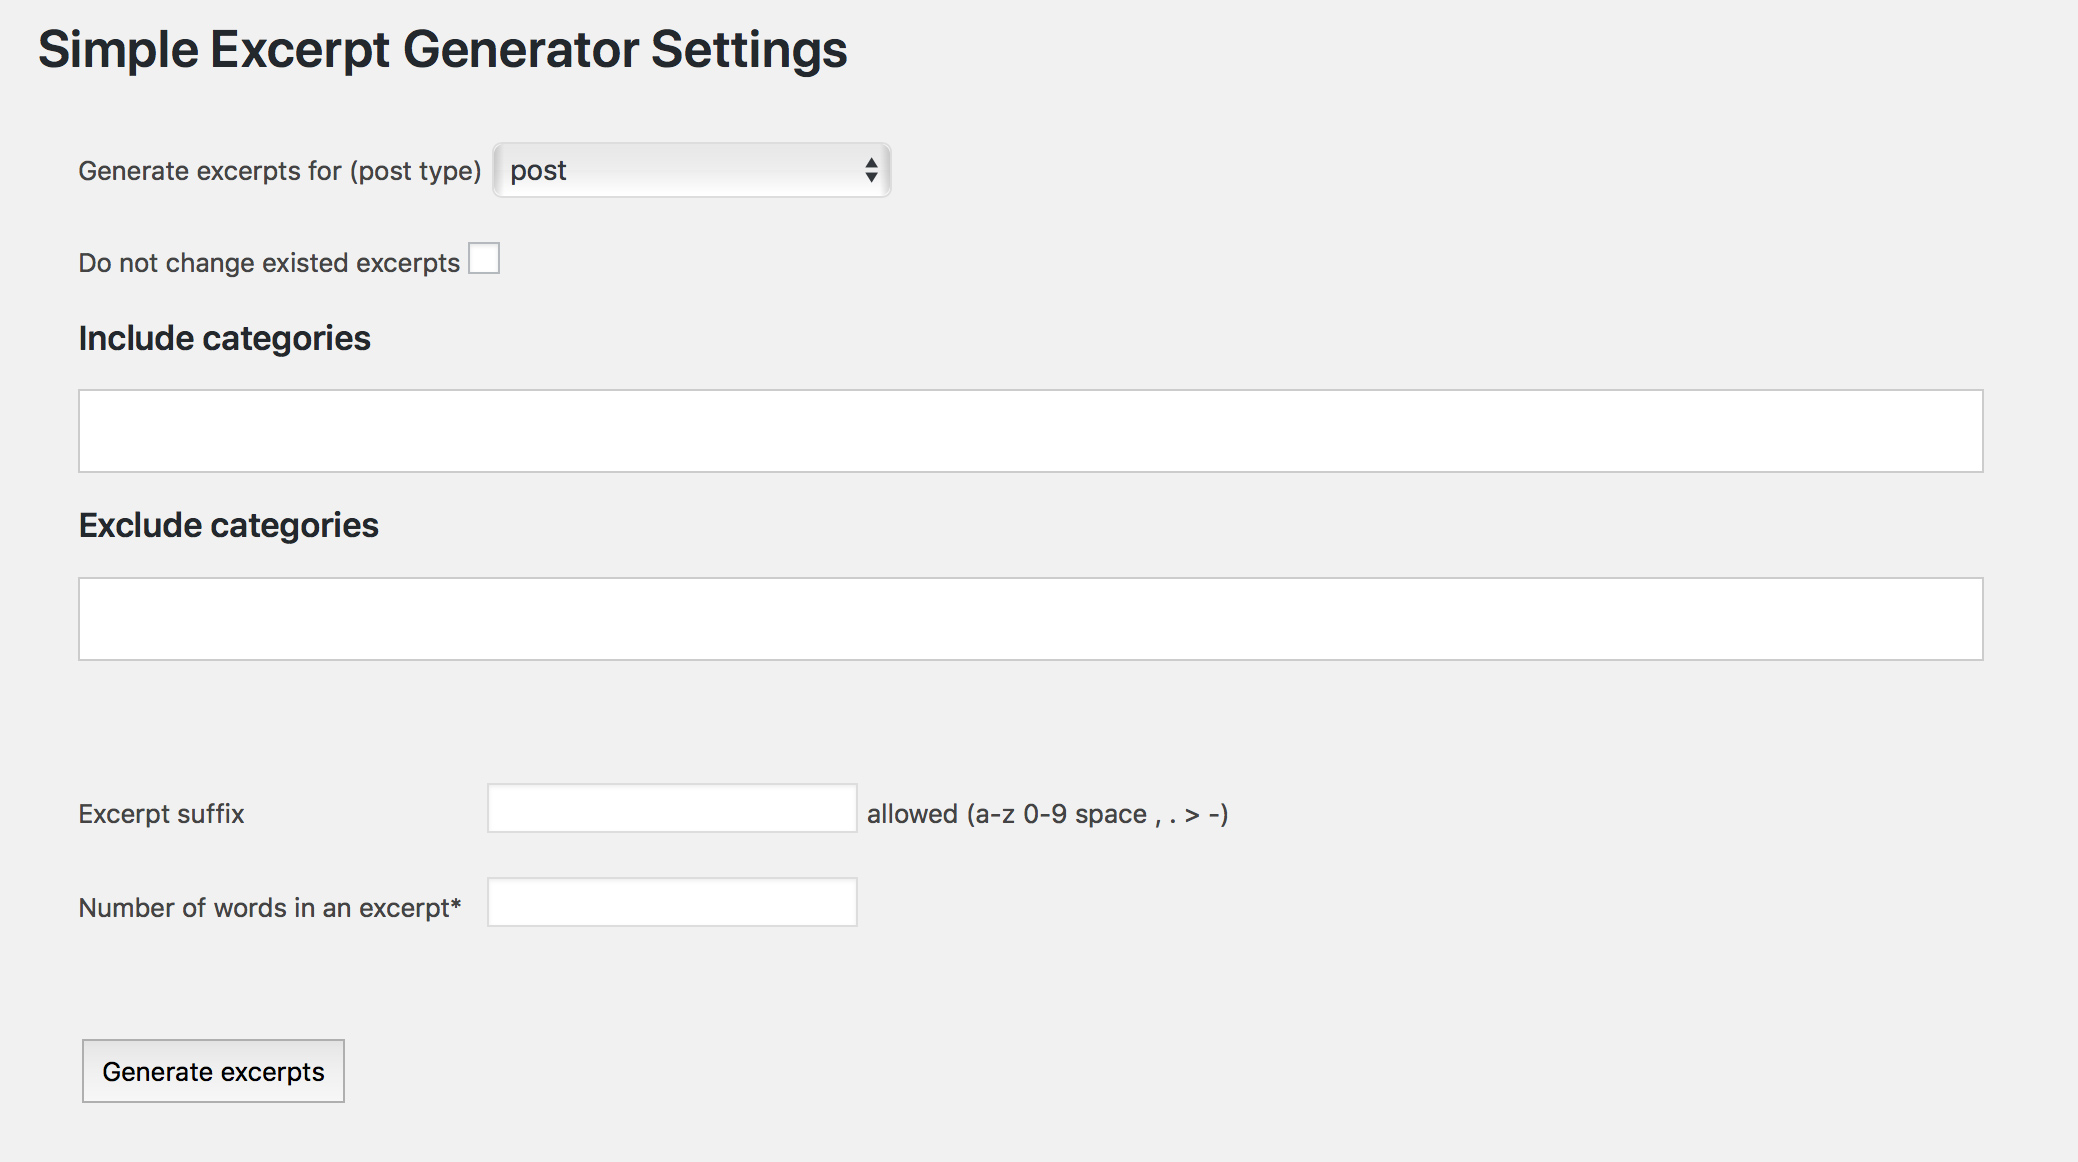 Simple Excerpt Generator Settings
Generate excerpts for (post type) post
Do not change existed excerpts
Include categories
Exclude categories
Excerpt suffix allowed (a-z 0-9 space , . > -)
Number of words in an excerpt*
Generate excerpts